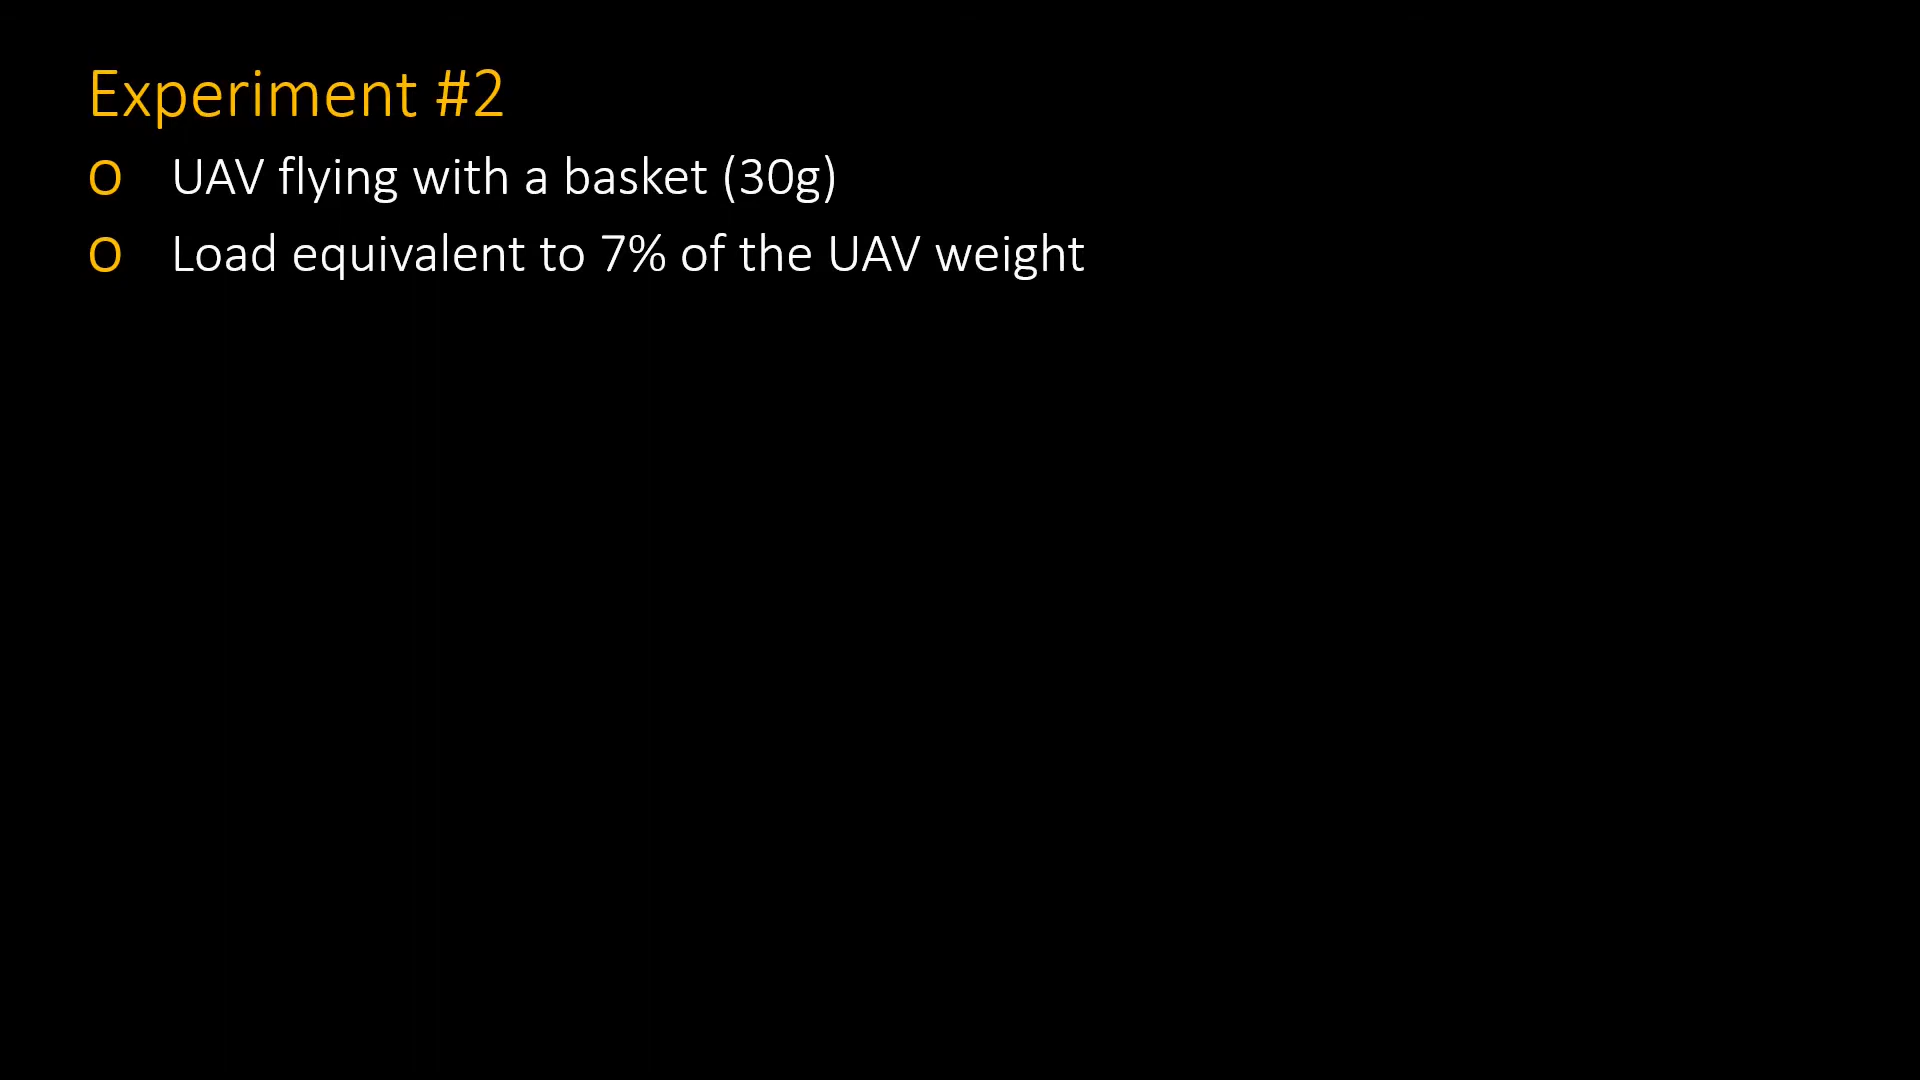 Experiment #2
o UAV flying with a basket (30g)
o Load equivalent to 7% of the UAV weight